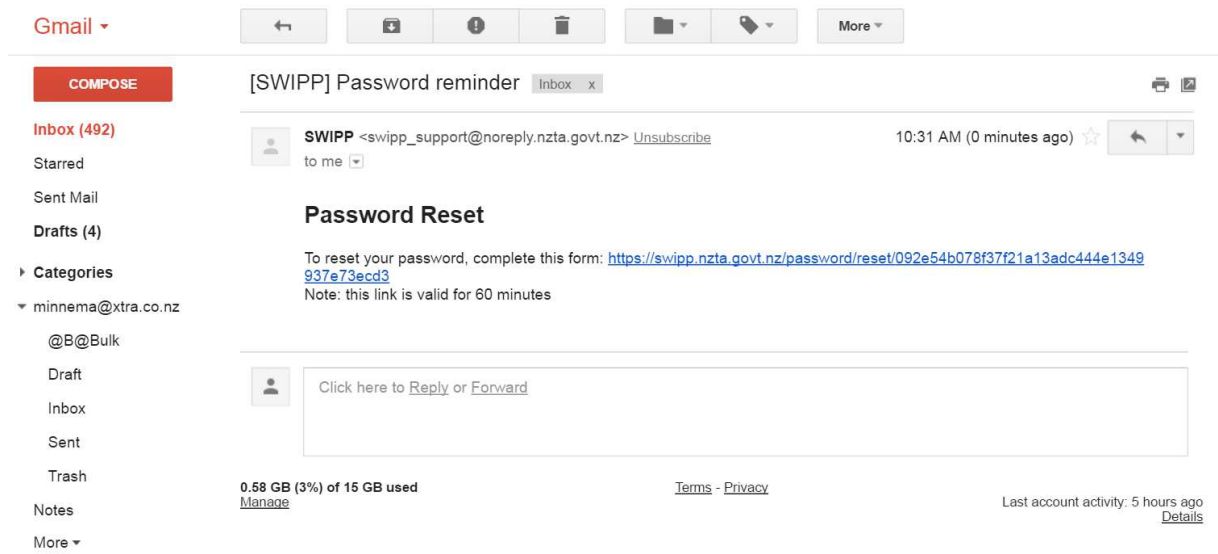 Gmail
More
COMPOSE
Inbox (492)
Starred
Sent Mail
Drafts (4)
Categories
minnema@xtra.co.nz
@B@Bulk
Draft
Inbox
Sent
Trash
Notes
More
[SWIPP] Password reminder Inbox x
SWIPP <swipp_support@noreply.nzta.govt.nz> Unsubscribe 10:31 AM (0 minutes ago)
to me
Password Reset
To reset your password, complete this form: https://swipp.nzta.govt.nz/password/reset/092e54b078f37f21a13adc444e1349
937e73ecd3
Note: this link is valid for 60 minutes
Click here to Reply or Forward
0.58 GB (3%) of 15 GB used
Manage
Terms - Privacy
Last account activity: 5 hours ago
Details